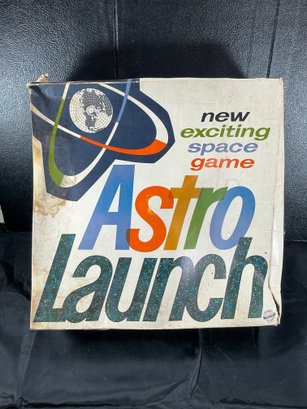 new
exciting
space
game
Astro
Launch